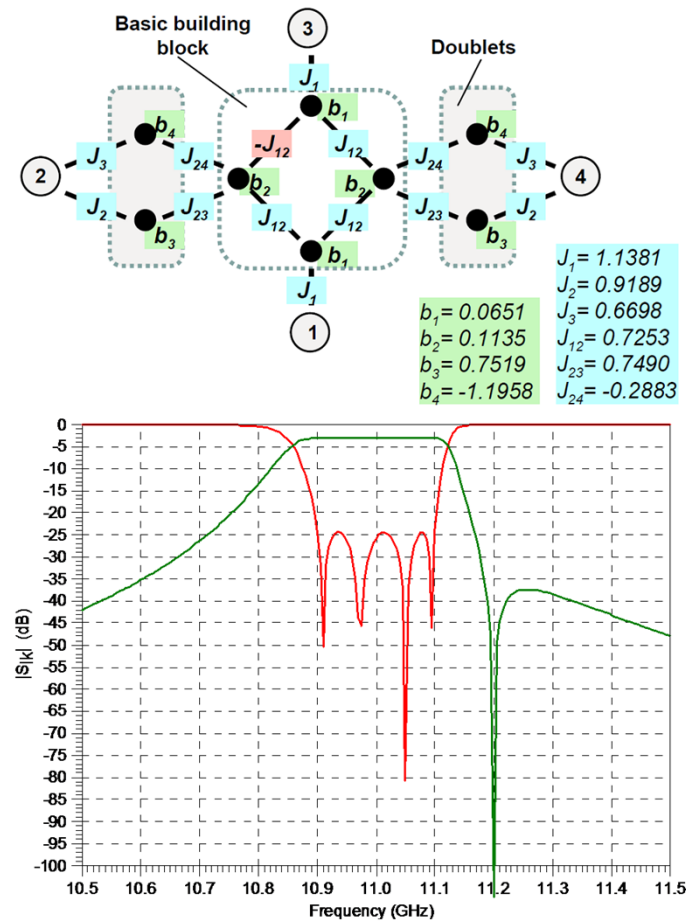 Basic building block
3
Doublets
J1
b1
b4
-J12
J12
b4
J3
J24
J24
J3
2
b2
b2
4
J2
J23
J12
J12
J23
J2
b3
b1
b3
J1
1
b1= 0.0651
b2= 0.1135
b3= 0.7519
b4= -1.1958
J1= 1.1381
J2= 0.9189
J3= 0.6698
J12= 0.7253
J23= 0.7490
J24= -0.2883
|Slk| (dB)
0
-5
-10
-15
-20
-25
-30
-35
-40
-45
-50
-55
-60
-65
-70
-75
-80
-85
-90
-95
-100
10.5 10.6 10.7 10.8 10.9 11.0 11.1 11.2 11.3 11.4 11.5
Frequency (GHz)